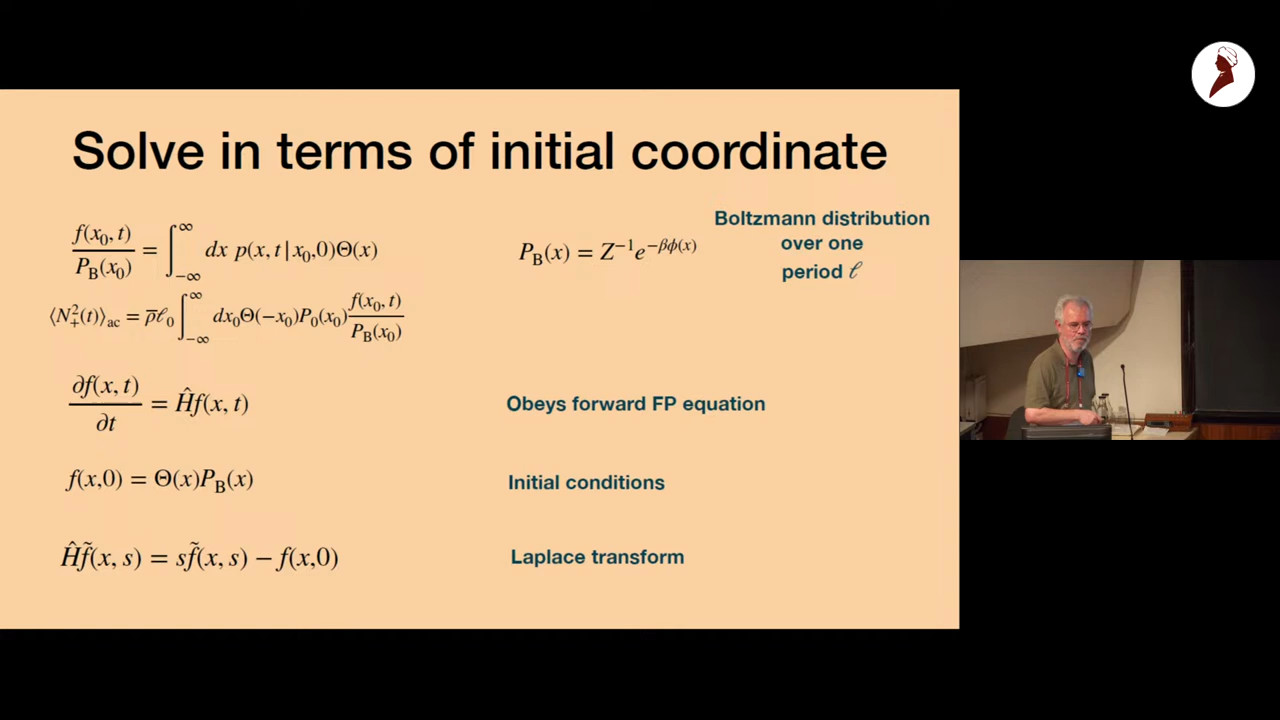 Solve in terms of initial coordinate
f(x₀, t) / P_B(x₀) = ∫_{−∞}^{∞} dx p(x, t|x₀,0)Θ(x)
P_B(x) = Z⁻¹e^{−βϕ(x)}
Boltzmann distribution
over one
period ℓ
⟨N₊²(t)⟩_ac = ρ̅ℓ₀ ∫_{−∞}^{∞} dx₀Θ(−x₀)P₀(x₀) f(x₀, t) / P_B(x₀)
∂f(x, t) / ∂t = Ĥf(x, t)
Obeys forward FP equation
f(x,0) = Θ(x)P_B(x)
Initial conditions
Ĥf̃(x, s) = sf̃(x, s) − f(x,0)
Laplace transform